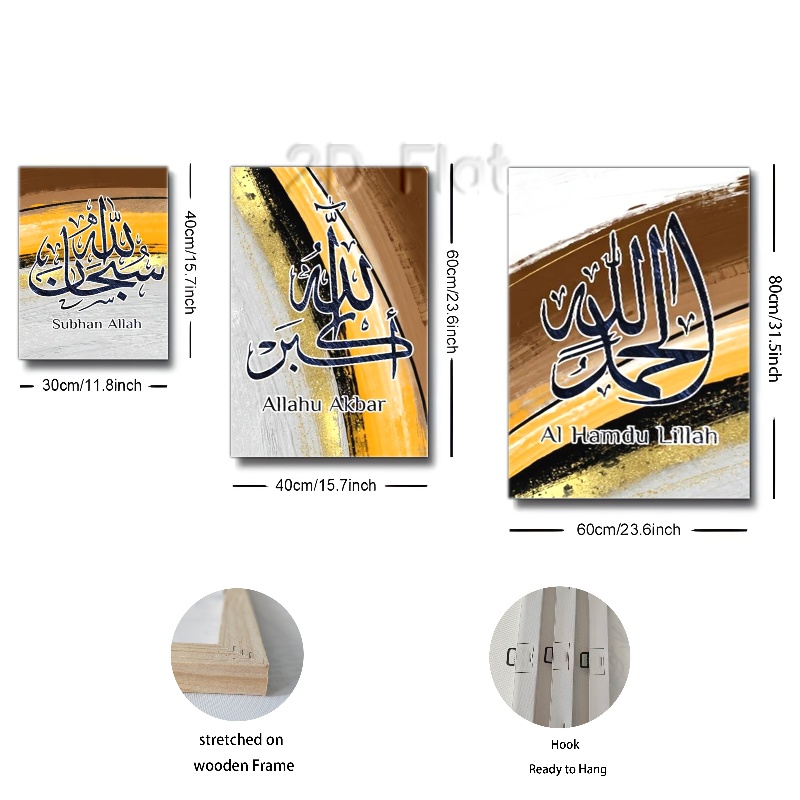 2D Flat
سبحان الله
Subhan Allah
40cm/15.7inch
30cm/11.8inch
الله أكبر
Allahu Akbar
60cm/23.6inch
40cm/15.7inch
الحمد لله
Al Hamdu Lillah
80cm/31.5inch
60cm/23.6inch
stretched on
wooden Frame
Hook
Ready to Hang